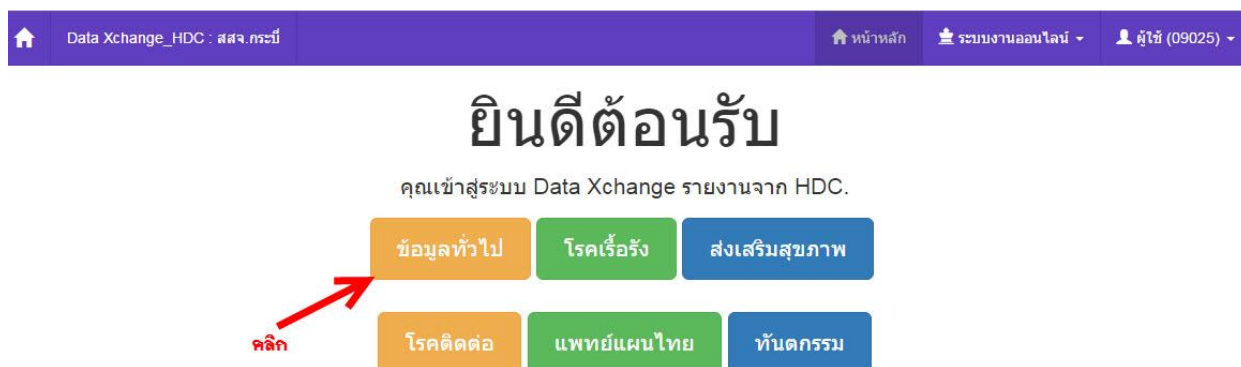 Data Xchange_HDC : สสจ.กระบี่ หน้าหลัก ระบบงานออนไลน์ ผู้ใช้ (09025)
ยินดีต้อนรับ
คุณเข้าสู่ระบบ Data Xchange รายงานจาก HDC.
ข้อมูลทั่วไป โรคเรื้อรัง ส่งเสริมสุขภาพ
คลิก โรคติดต่อ แพทย์แผนไทย ทันตกรรม